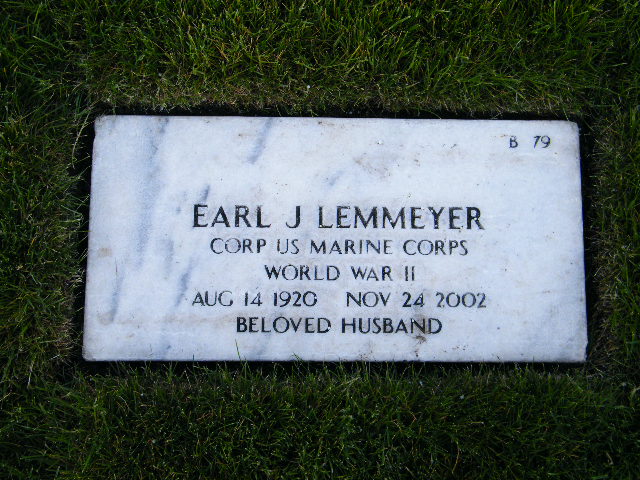 B 79
EARL J LEMMEYER
CORP US MARINE CORPS
WORLD WAR II
AUG 14 1920 NOV 24 2002
BELOVED HUSBAND